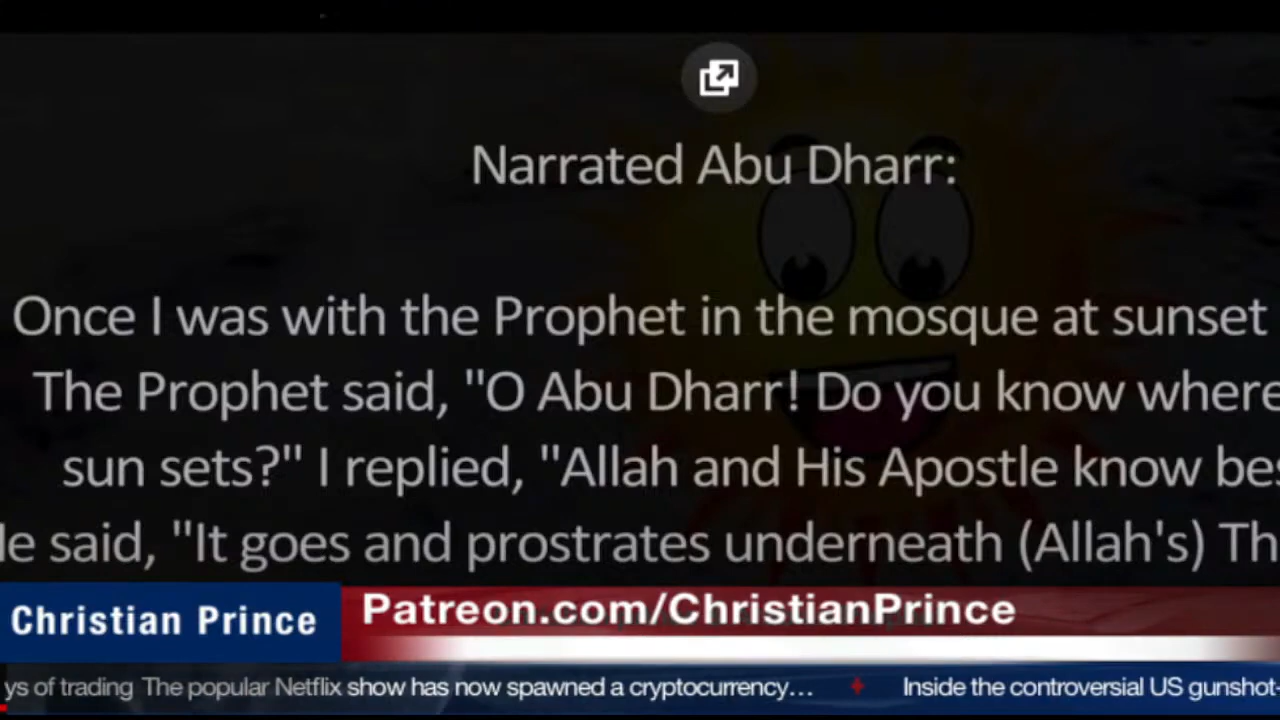 Narrated Abu Dharr:
Once I was with the Prophet in the mosque at sunset
The Prophet said, "O Abu Dharr! Do you know where
sun sets?" I replied, "Allah and His Apostle know
said, "It goes and prostrates underneath (Allah's)
Christian Prince
Patreon.com/ChristianPrince
of trading The popular Netflix show has now spawned a cryptocurrency... Inside the controversial US gunshot-